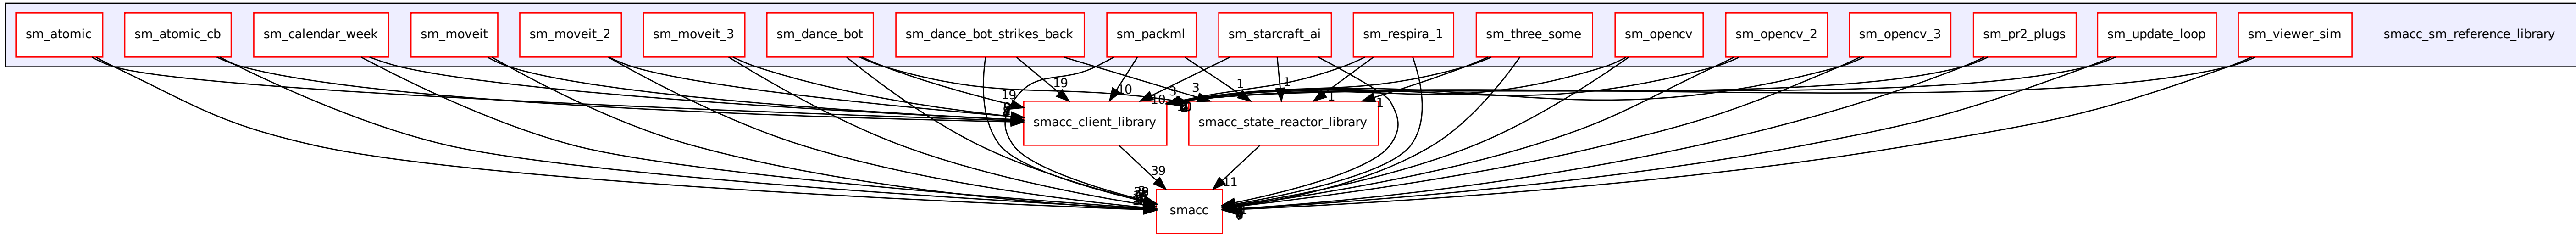 sm_atomic
sm_atomic_cb
sm_calendar_week
sm_moveit
sm_moveit_2
sm_moveit_3
sm_dance_bot
sm_dance_bot_strikes_back
sm_packml
sm_starcraft_ai
sm_respira_1
sm_three_some
sm_opencv
sm_opencv_2
sm_opencv_3
sm_pr2_plugs
sm_update_loop
sm_viewer_sim
smacc_sm_reference_library
19
19
10
10
3
3
1
1
1
1
smacc_client_library
smacc_state_reactor_library
39
11
smacc